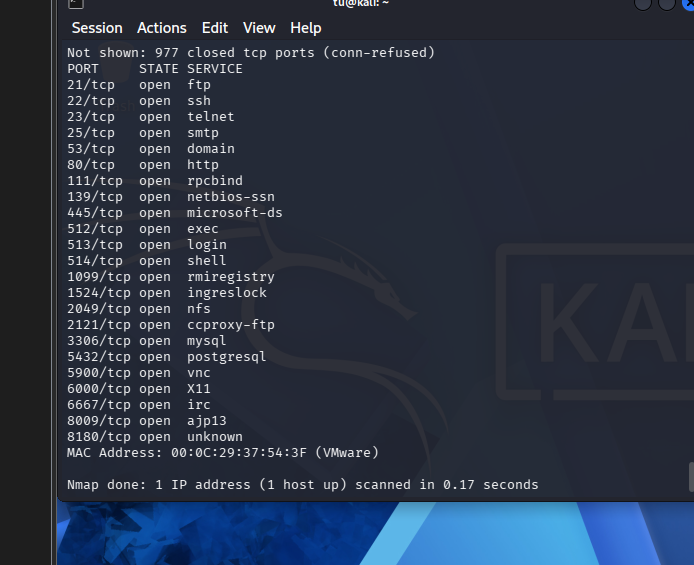 tu@kali: ~
Session Actions Edit View Help
Not shown: 977 closed tcp ports (conn-refused)
PORT     STATE SERVICE
21/tcp   open  ftp
22/tcp   open  ssh
23/tcp   open  telnet
25/tcp   open  smtp
53/tcp   open  domain
80/tcp   open  http
111/tcp  open  rpcbind
139/tcp  open  netbios-ssn
445/tcp  open  microsoft-ds
512/tcp  open  exec
513/tcp  open  login
514/tcp  open  shell
1099/tcp open  rmiregistry
1524/tcp open  ingreslock
2049/tcp open  nfs
2121/tcp open  ccproxy-ftp
3306/tcp open  mysql
5432/tcp open  postgresql
5900/tcp open  vnc
6000/tcp open  X11
6667/tcp open  irc
8009/tcp open  ajp13
8180/tcp open  unknown
MAC Address: 00:0C:29:37:54:3F (VMware)
Nmap done: 1 IP address (1 host up) scanned in 0.17 seconds
KA